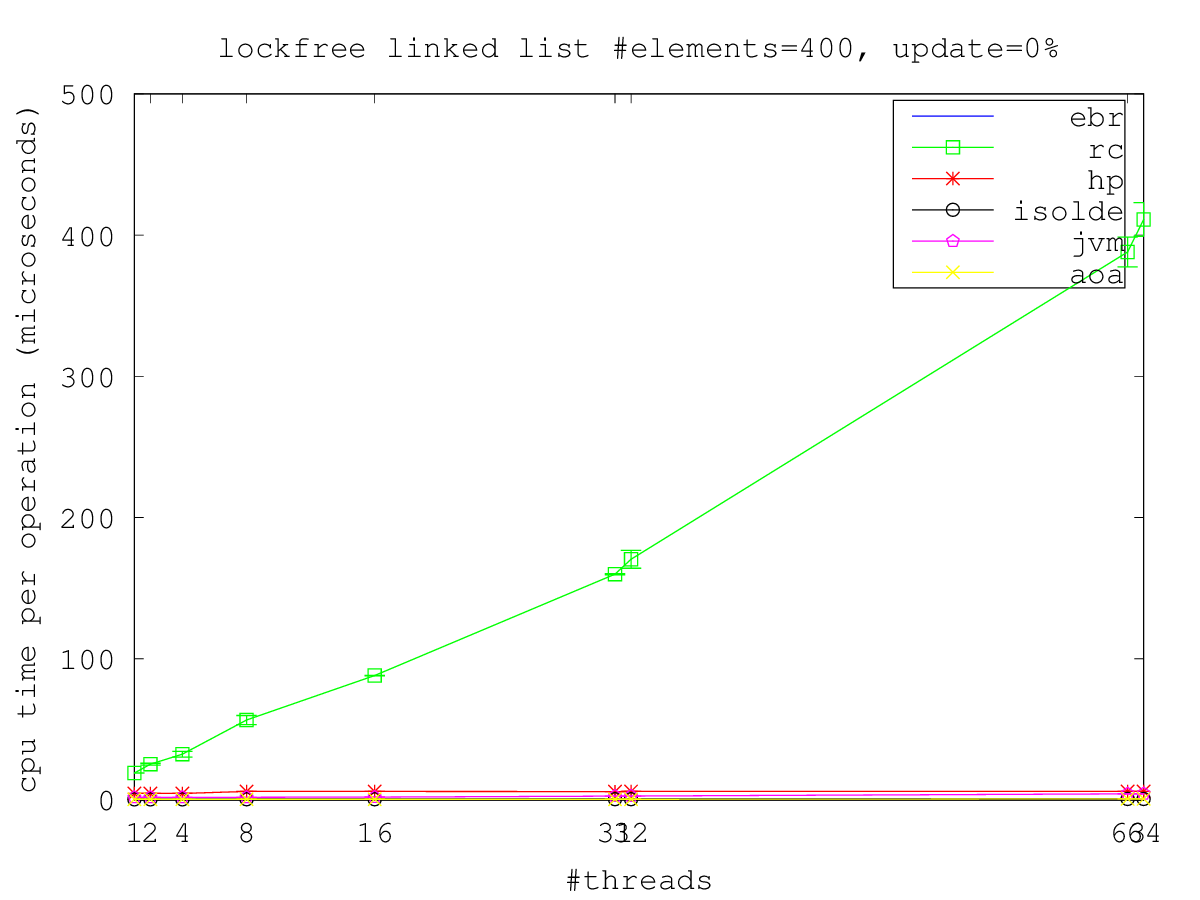 lockfree linked list #elements=400, update=0%
cpu time per operation (microseconds)
500
400
300
200
100
0
ebr
rc
hp
isolde
jvm
aoa
1 2 4 8 16 32
#threads